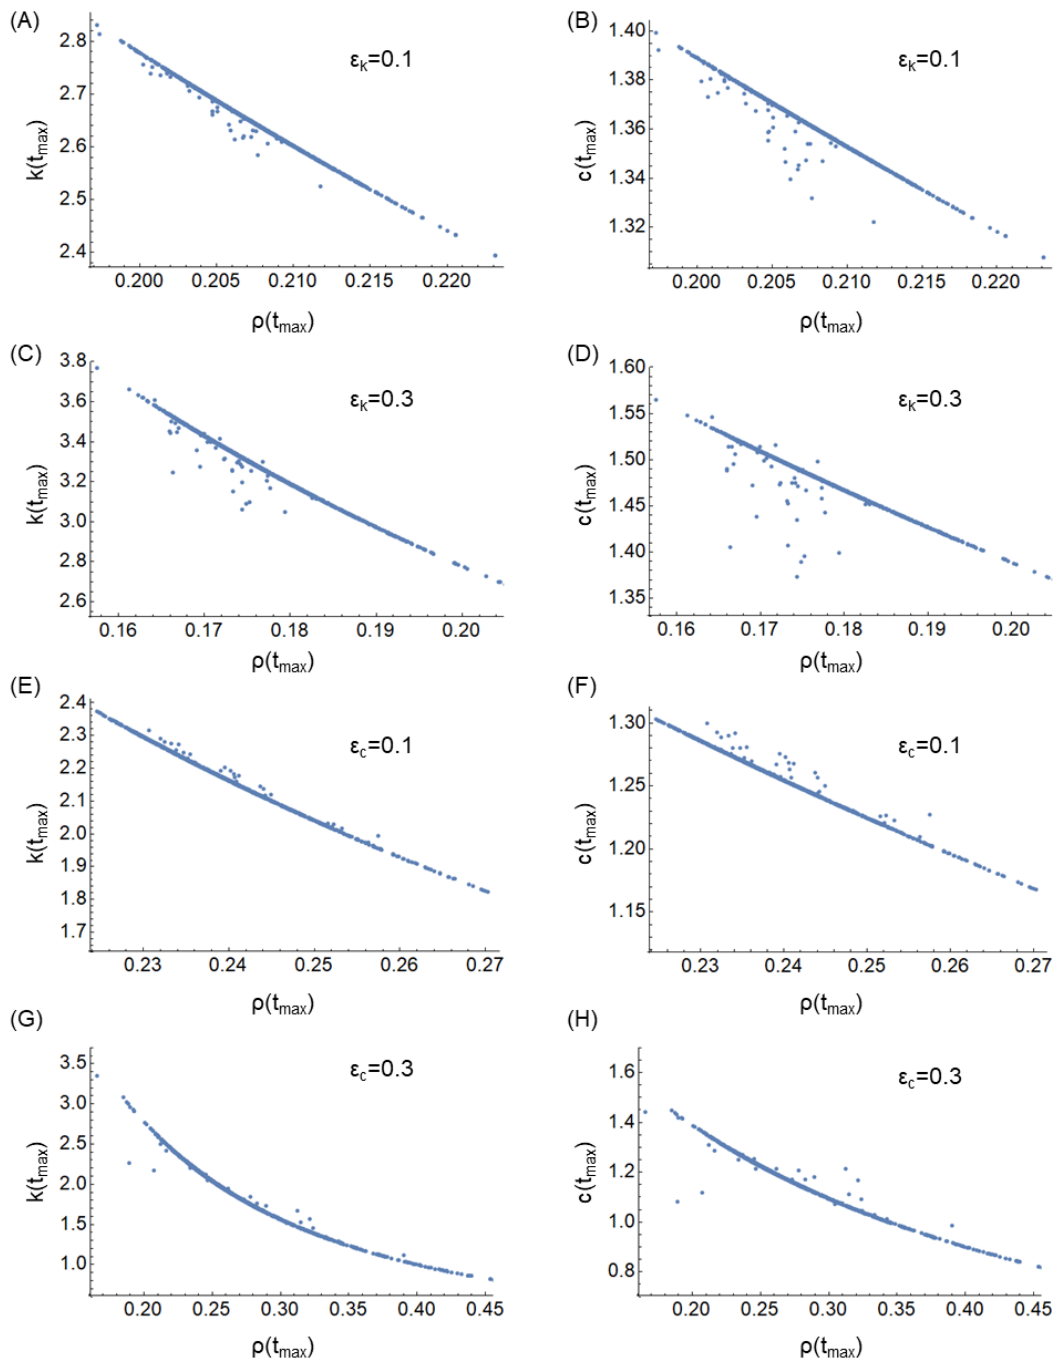 (A)
εk=0.1
k(tmax)
2.8
2.7
2.6
2.5
2.4
0.200 0.205 0.210 0.215 0.220
ρ(tmax)
(B)
εk=0.1
c(tmax)
1.40
1.38
1.36
1.34
1.32
0.200 0.205 0.210 0.215 0.220
ρ(tmax)
(C)
εk=0.3
k(tmax)
3.8
3.6
3.4
3.2
3.0
2.8
2.6
0.16 0.17 0.18 0.19 0.20
ρ(tmax)
(D)
εk=0.3
c(tmax)
1.60
1.55
1.50
1.45
1.40
1.35
0.16 0.17 0.18 0.19 0.20
ρ(tmax)
(E)
εc=0.1
k(tmax)
2.4
2.3
2.2
2.1
2.0
1.9
1.8
1.7
0.23 0.24 0.25 0.26 0.27
ρ(tmax)
(F)
εc=0.1
c(tmax)
1.30
1.25
1.20
1.15
0.23 0.24 0.25 0.26 0.27
ρ(tmax)
(G)
εc=0.3
k(tmax)
3.5
3.0
2.5
2.0
1.5
1.0
0.20 0.25 0.30 0.35 0.40 0.45
ρ(tmax)
(H)
εc=0.3
c(tmax)
1.6
1.4
1.2
1.0
0.8
0.20 0.25 0.30 0.35 0.40 0.45
ρ(tmax)